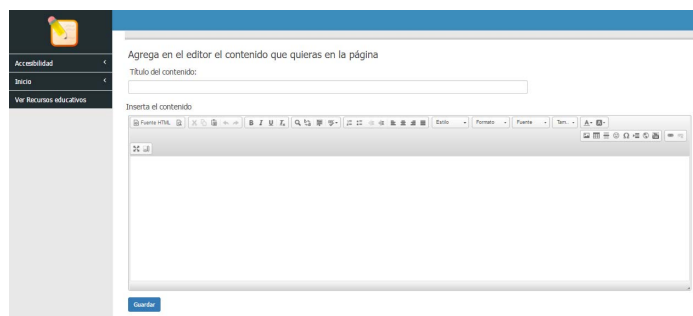 Accesibilidad
Inicio
Ver Recursos educativos
Agrega en el editor el contenido que quieras en la página
Título del contenido:
Inserta el contenido
Fuente HTML B I U Estilo Formato Fuente Tam...
Guardar